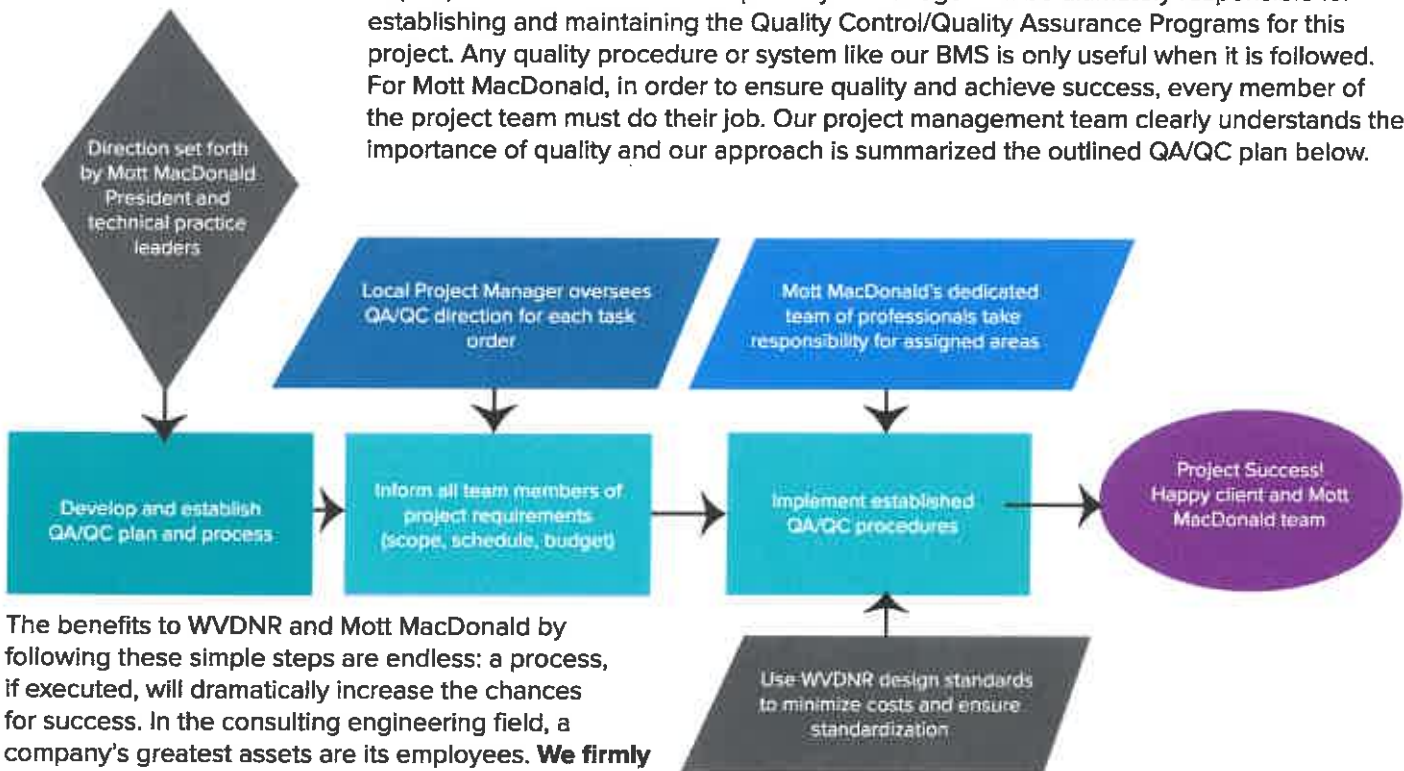 establishing and maintaining the Quality Control/Quality Assurance Programs for this
project. Any quality procedure or system like our BMS is only useful when it is followed.
For Mott MacDonald, in order to ensure quality and achieve success, every member of
the project team must do their job. Our project management team clearly understands the
importance of quality and our approach is summarized the outlined QA/QC plan below.
Direction set forth
by Mott MacDonald
President and
technical practice
leaders
Local Project Manager oversees
QA/QC direction for each task
order
Mott MacDonald's dedicated
team of professionals take
responsibility for assigned areas
Develop and establish
QA/QC plan and process
Inform all team members of
project requirements
(scope, schedule, budget)
Implement established
QA/QC procedures
Project Success!
Happy client and Mott
MacDonald team
The benefits to WVDNR and Mott MacDonald by
following these simple steps are endless: a process,
if executed, will dramatically increase the chances
for success. In the consulting engineering field, a
company's greatest assets are its employees. We firmly
Use WVDNR design standards
to minimize costs and ensure
standardization